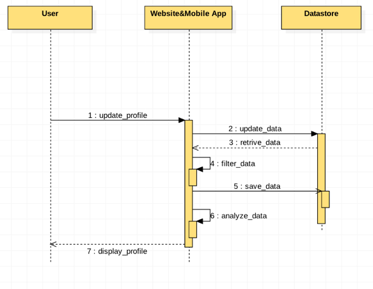 User
Website&Mobile App
Datastore
1 : update_profile
2 : update_data
3 : retrive_data
4 : filter_data
5 : save_data
6 : analyze_data
7 : display_profile